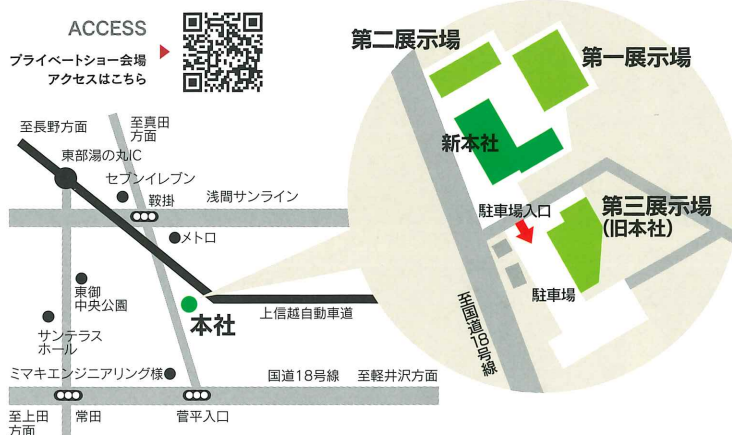 ACCESS
プライベートショー会場
アクセスはこちら
至長野方面
至真田
方面
東部湯の丸IC
セブンイレブン
鞍掛
浅間サンライン
メトロ
東御
中央公園
本社
上信越自動車道
サンテラス
ホール
ミマキエンジニアリング様
国道18号線
至軽井沢方面
至上田
方面
常田
菅平入口
第二展示場
第一展示場
新本社
駐車場入口
第三展示場
(旧本社)
駐車場
至国道18号線